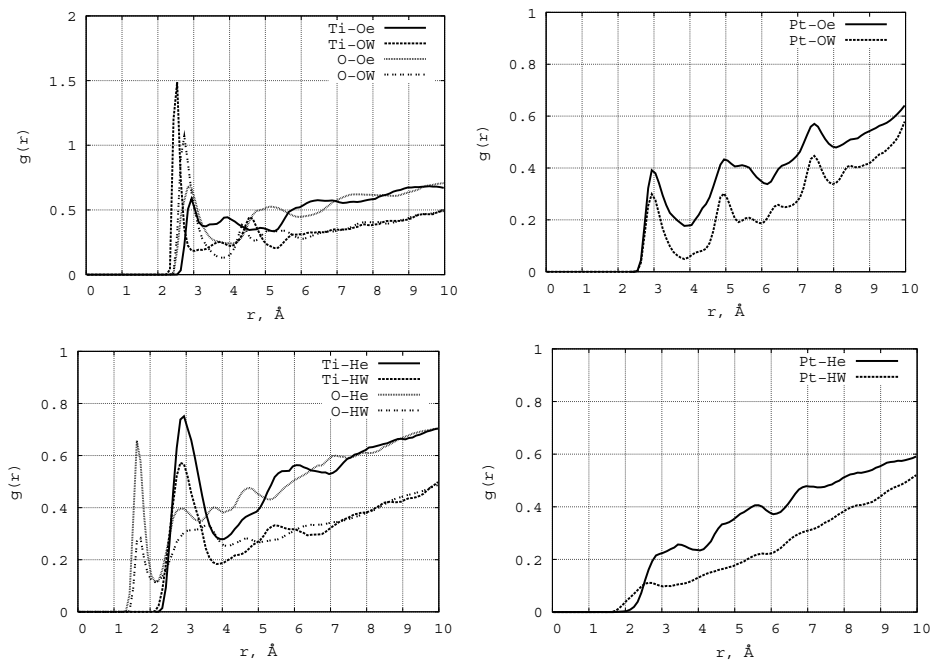 2
1.5
1
0.5
0
g(r)
Ti-Oe
Ti-OW
O-Oe
O-OW
0 1 2 3 4 5 6 7 8 9 10
r, Å
1
0.8
0.6
0.4
0.2
0
g(r)
Pt-Oe
Pt-OW
0 1 2 3 4 5 6 7 8 9 10
r, Å
1
0.8
0.6
0.4
0.2
0
g(r)
Ti-He
Ti-HW
O-He
O-HW
0 1 2 3 4 5 6 7 8 9 10
r, Å
1
0.8
0.6
0.4
0.2
0
g(r)
Pt-He
Pt-HW
0 1 2 3 4 5 6 7 8 9 10
r, Å